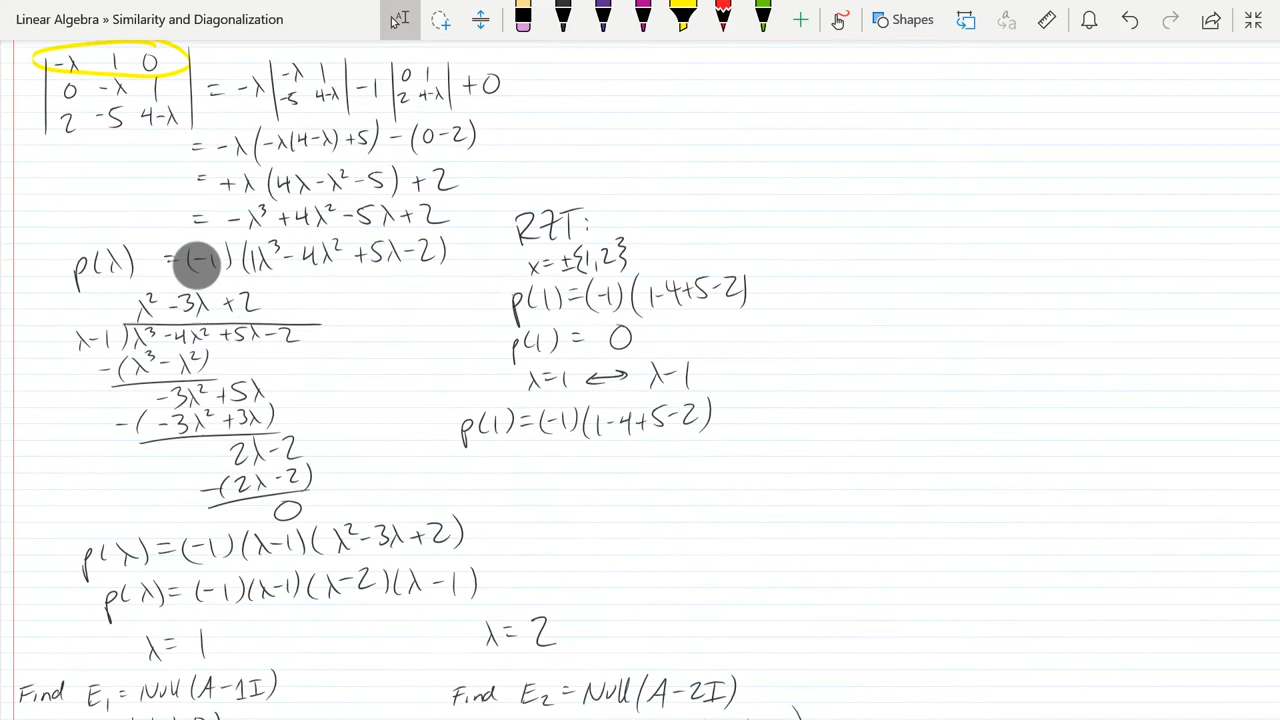 Linear Algebra » Similarity and Diagonalization
Shapes
|-λ 1 0|
|0 -λ 1| = -λ |-λ 1; -5 4-λ| - 1 |0 1; 2 4-λ| + 0
|2 -5 4-λ|
= -λ(-λ(4-λ)+5) - (0-2)
= +λ(4λ-λ²-5) + 2
= -λ³ + 4λ² - 5λ + 2
p(λ) = (-1)(1λ³ - 4λ² + 5λ - 2)
λ² - 3λ + 2
λ-1 ) λ³ - 4λ² + 5λ - 2
-(λ³ - λ²)
-3λ² + 5λ
-(-3λ² + 3λ)
2λ - 2
-(2λ - 2)
0
RZT:
x = ±{1,2}
p(1) = (-1)(1-4+5-2)
p(1) = 0
λ=1 ↔ λ-1
p(1) = (-1)(1-4+5-2)
p(λ) = (-1)(λ-1)(λ²-3λ+2)
p(λ) = (-1)(λ-1)(λ-2)(λ-1)
λ = 1
λ = 2
Find E₁ = Null(A-1I)
Find E₂ = Null(A-2I)